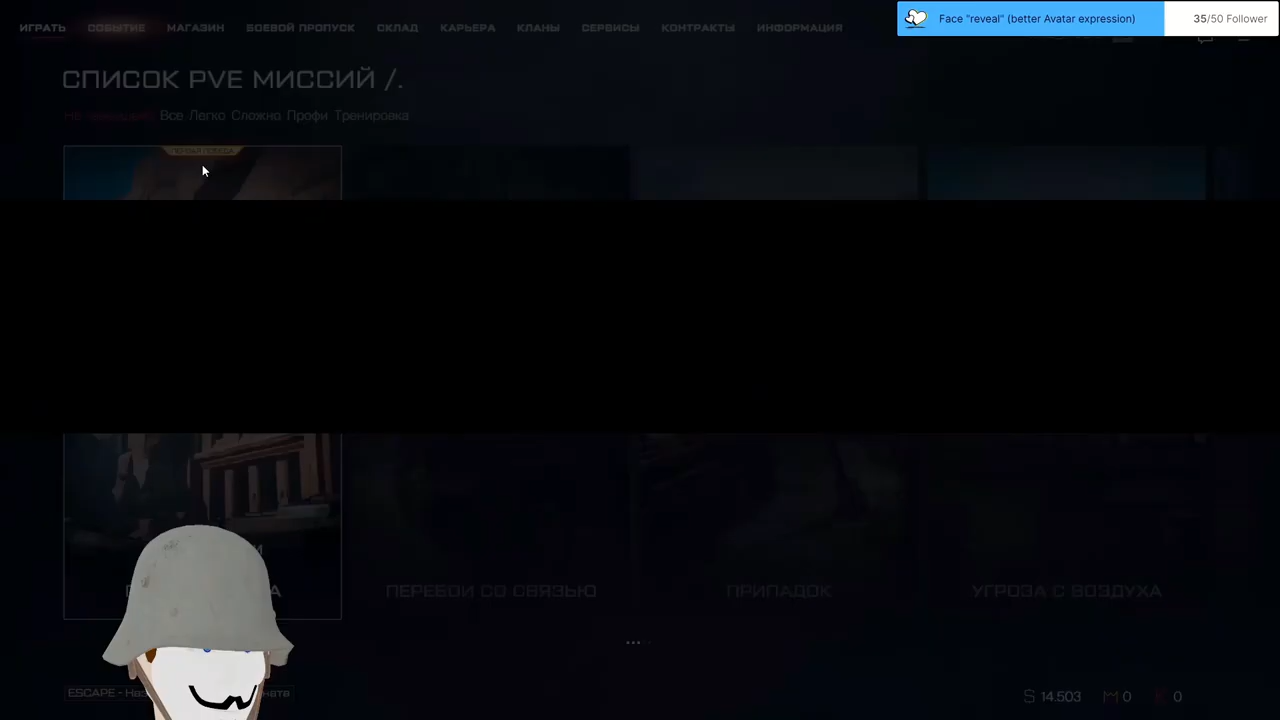 ИГРАТЬ СОБЫТИЕ МАГАЗИН БОЕВОЙ ПРОПУСК СКЛАД КАРЬЕРА КЛАНЫ СЕРВИСЫ КОНТРАКТЫ ИНФОРМАЦИЯ
Face "reveal" (better Avatar expression) 35/50 Follower
СПИСОК PVE МИССИЙ /.
Все Легко Сложно Профи Тренировка
ПЕРЕБОИ СО СВЯЗЬЮ
ПРИПАДОК
УГРОЗА С ВОЗДУХА
ESCAPE -
14.503 0 0